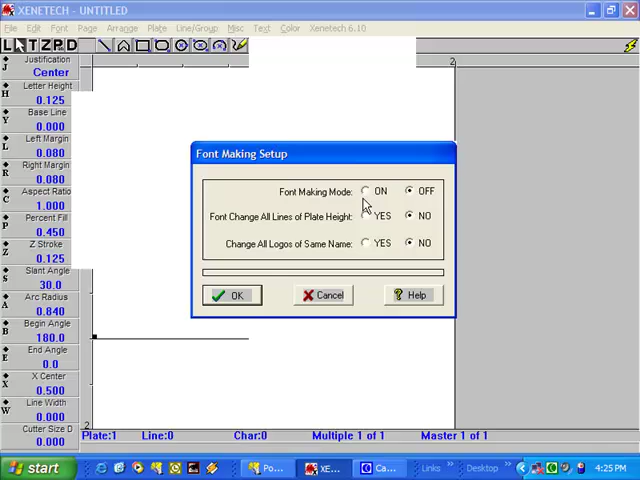 XENETECH - UNTITLED
File Edit Font Page Arrange Plate Line/Group Misc Text Color Xenetech 6.10
L T Z P D
Justification
J Center
2
Letter Height
H 0.125
Base Line
Y 0.000
Left Margin
L 0.080
Right Margin
R 0.080
Aspect Ratio
C 1.000
Percent Fill
P 0.450
Z Stroke
Z 0.125
Slant Angle
S 30.0
Arc Radius
A 0.840
Begin Angle
B 180.0
End Angle
E 0.0
X Center
X 0.500
Line Width
W 0.000
Cutter Size D
0.000
Font Making Setup
Font Making Mode: ON OFF
Font Change All Lines of Plate Height: YES NO
Change All Logos of Same Name: YES NO
OK Cancel Help
2
Plate:1 Line:0 Char:0 Multiple 1 of 1 Master 1 of 1
start Po... XE... Ca... Links » Desktop » 4:25 PM